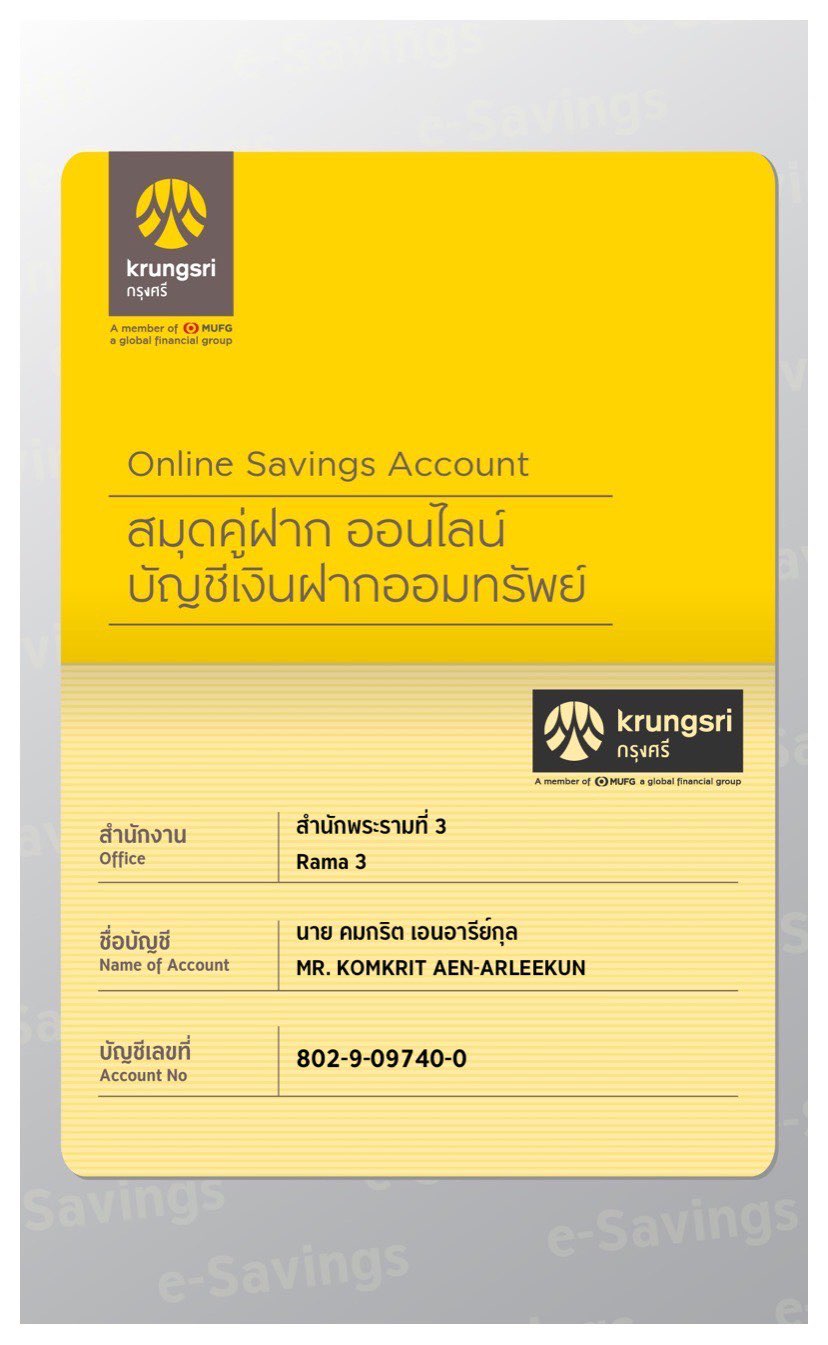 krungsri
กรุงศรี
A member of MUFG
a global financial group
Online Savings Account
สมุดคู่ฝาก ออนไลน์
บัญชีเงินฝากออมทรัพย์
krungsri
กรุงศรี
A member of MUFG a global financial group
สำนักงาน
Office
สำนักพระรามที่ 3
Rama 3
ชื่อบัญชี
Name of Account
นาย คมกริต เอนอารีย์กุล
MR. KOMKRIT AEN-ARLEEKUN
บัญชีเลขที่
Account No
802-9-09740-0
e-Savings
e-Savings
Savings
e-Savings
e-Savings